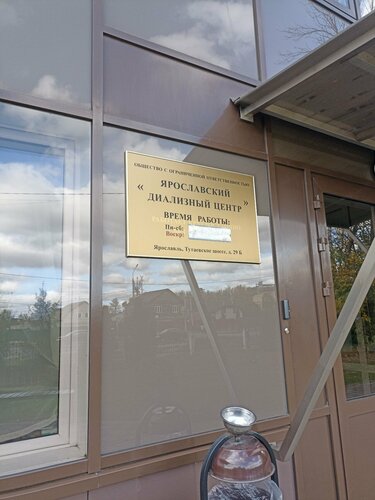 ОБЩЕСТВО С ОГРАНИЧЕННОЙ ОТВЕТСТВЕННОСТЬЮ
« ЯРОСЛАВСКИЙ
ДИАЛИЗНЫЙ ЦЕНТР »
ВРЕМЯ РАБОТЫ:
Пн-сб:
Воскр:
Ярославль, Тутаевское шоссе, д. 29 Б